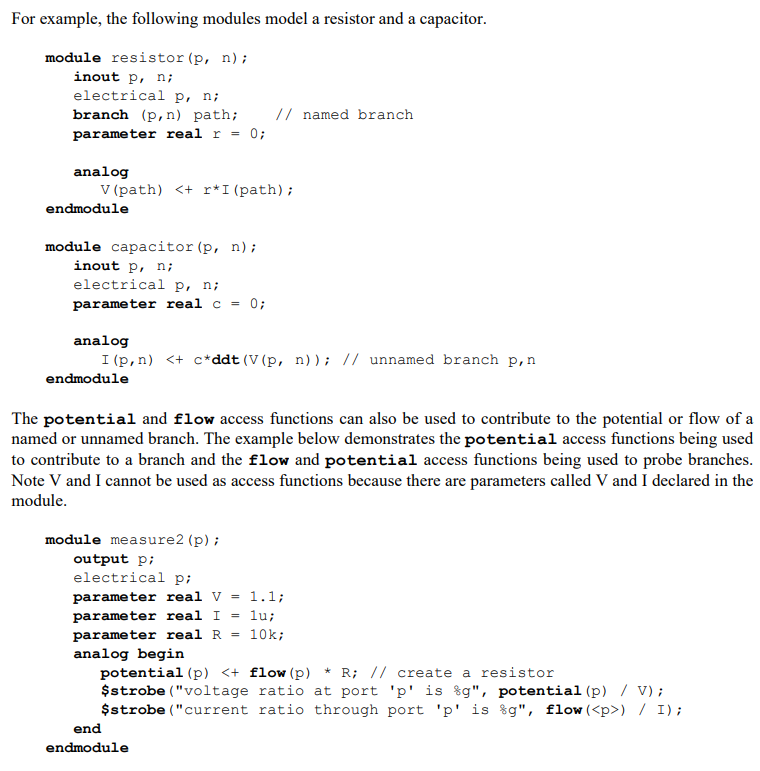 For example, the following modules model a resistor and a capacitor.
module resistor(p, n);
inout p, n;
electrical p, n;
branch (p,n) path; // named branch
parameter real r = 0;
analog
V(path) <+ r*I(path);
endmodule
module capacitor(p, n);
inout p, n;
electrical p, n;
parameter real c = 0;
analog
I(p,n) <+ c*ddt(V(p, n)); // unnamed branch p,n
endmodule
The potential and flow access functions can also be used to contribute to the potential or flow of a
named or unnamed branch. The example below demonstrates the potential access functions being used
to contribute to a branch and the flow and potential access functions being used to probe branches.
Note V and I cannot be used as access functions because there are parameters called V and I declared in the
module.
module measure2(p);
output p;
electrical p;
parameter real V = 1.1;
parameter real I = 1u;
parameter real R = 10k;
analog begin
potential(p) <+ flow(p) * R; // create a resistor
$strobe("voltage ratio at port 'p' is %g", potential(p) / V);
$strobe("current ratio through port 'p' is %g", flow(<p>) / I);
end
endmodule